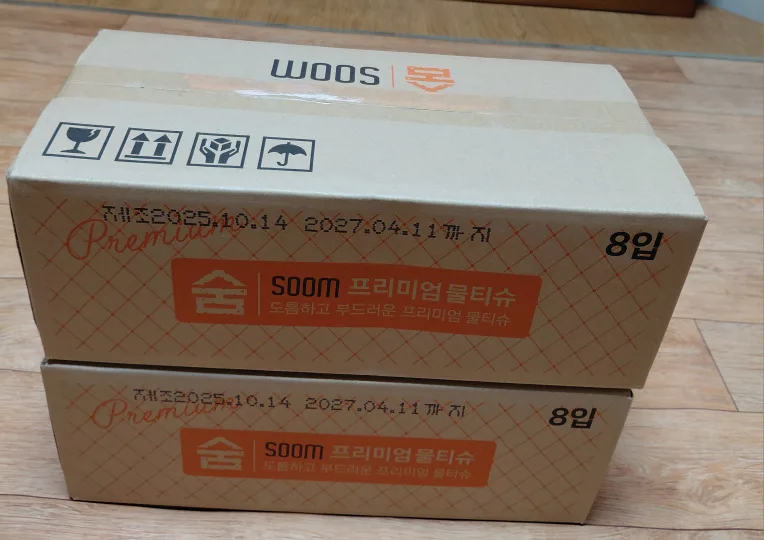 SOOM 숨
제조2025.10.14 2027.04.11까지
Premium
8입
숨 SOOM 프리미엄 물티슈
도톰하고 부드러운 프리미엄 물티슈
제조2025.10.14 2027.04.11까지
Premium
8입
숨 SOOM 프리미엄 물티슈
도톰하고 부드러운 프리미엄 물티슈